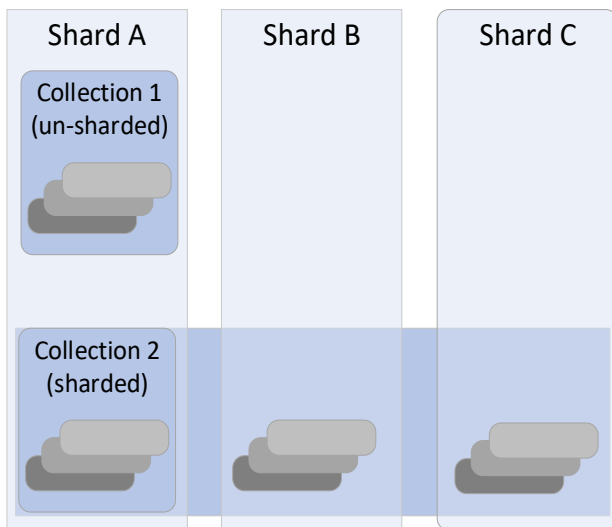 Shard A
Shard B
Shard C
Collection 1
(un-sharded)
Collection 2
(sharded)